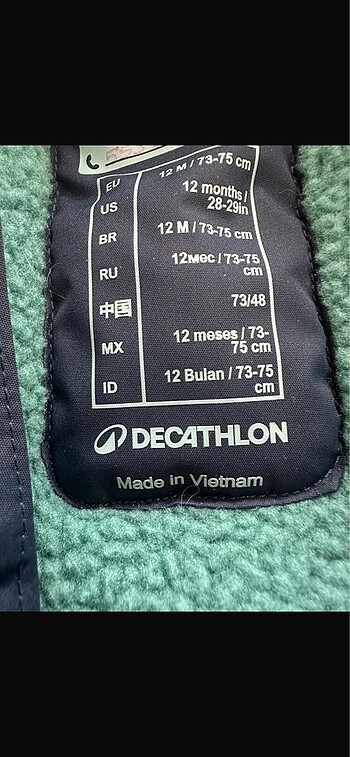 EU 12 M / 73-75 cm
US 12 months /
28-29in
BR 12 M / 73-75 cm
RU 12мес / 73-75
cm
中国 73/48
MX 12 meses / 73-
75 cm
ID 12 Bulan / 73-75
cm
DECATHLON
Made in Vietnam